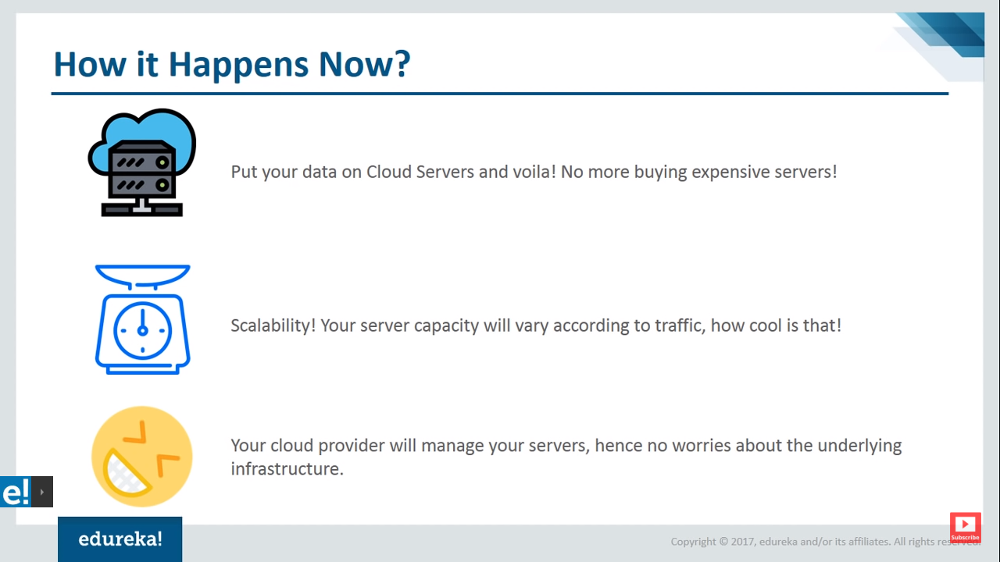 How it Happens Now?
Put your data on Cloud Servers and voila! No more buying expensive servers!
Scalability! Your server capacity will vary according to traffic, how cool is that!
Your cloud provider will manage your servers, hence no worries about the underlying
infrastructure.
e!
edureka!
Subscribe
Copyright © 2017, edureka and/or its affiliates. All rights reserved.